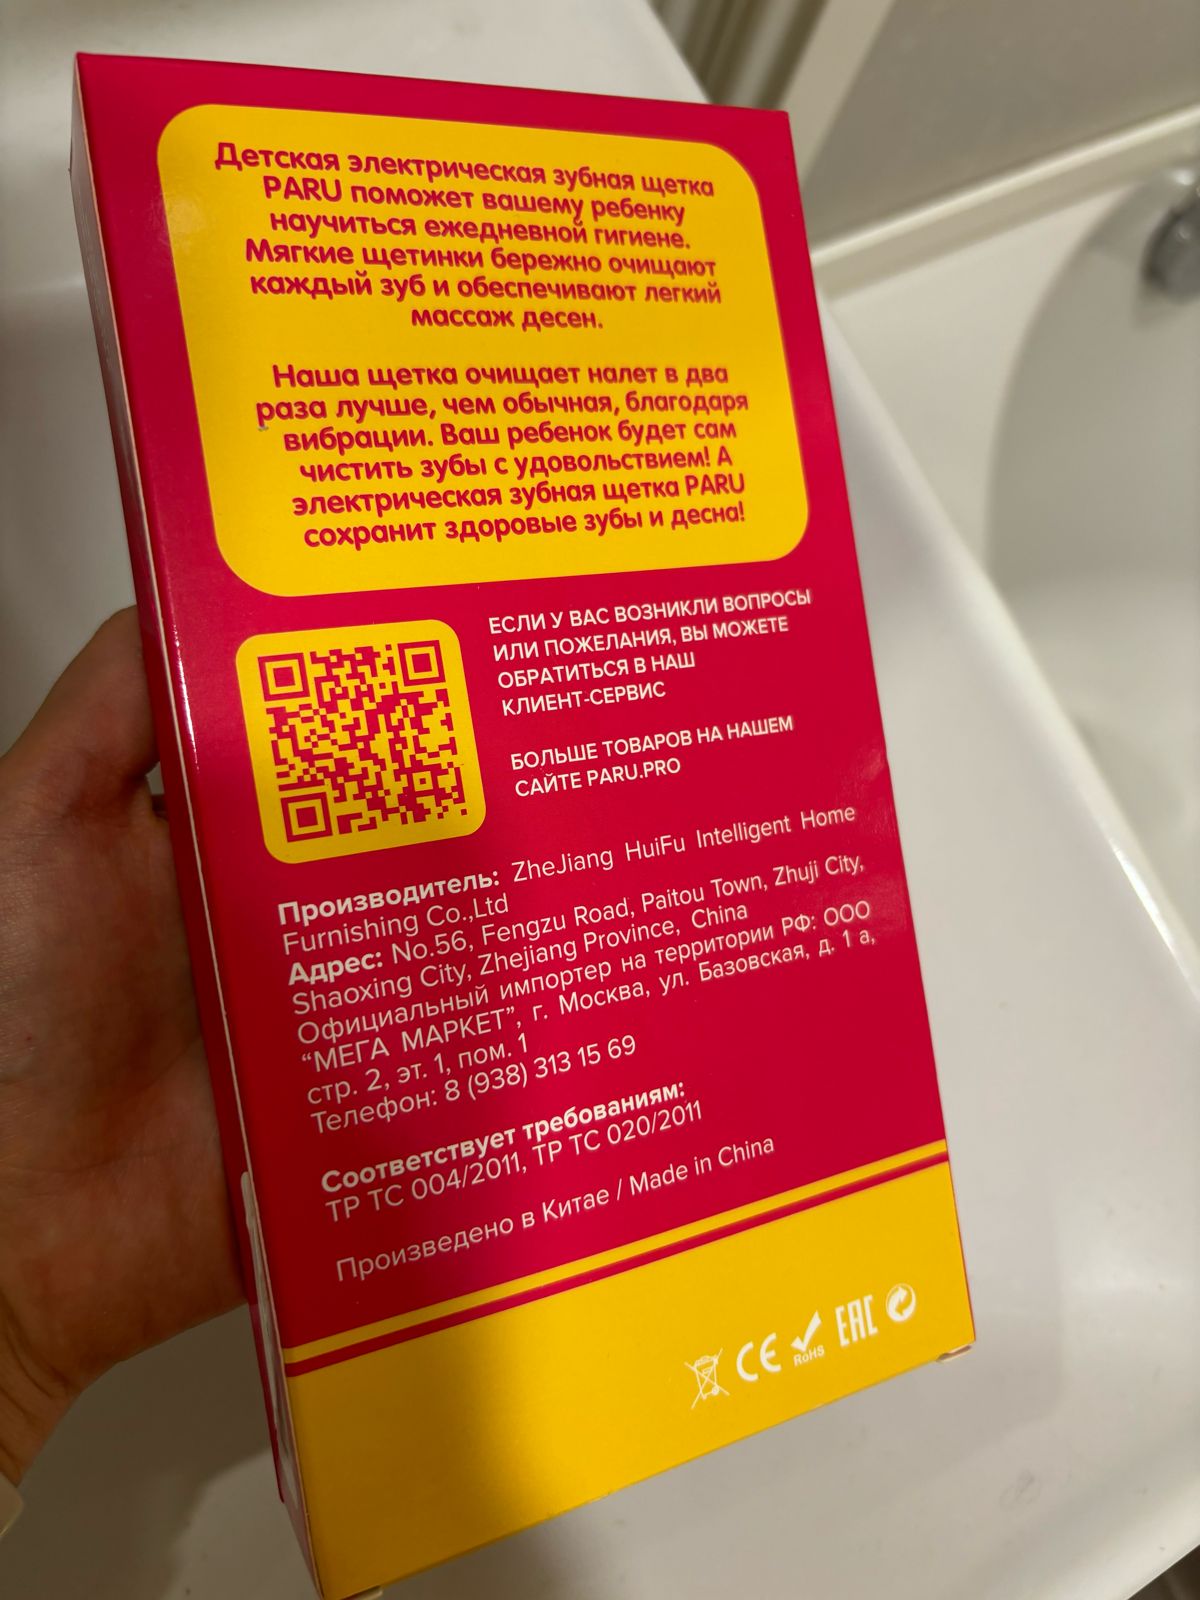 Детская электрическая зубная щетка
PARU поможет вашему ребенку
научиться ежедневной гигиене.
Мягкие щетинки бережно очищают
каждый зуб и обеспечивают легкий
массаж десен.
Наша щетка очищает налет в два
раза лучше, чем обычная, благодаря
вибрации. Ваш ребенок будет сам
чистить зубы с удовольствием! А
электрическая зубная щетка PARU
сохранит здоровые зубы и десна!
ЕСЛИ У ВАС ВОЗНИКЛИ ВОПРОСЫ
ИЛИ ПОЖЕЛАНИЯ, ВЫ МОЖЕТЕ
ОБРАТИТЬСЯ В НАШ
КЛИЕНТ-СЕРВИС
БОЛЬШЕ ТОВАРОВ НА НАШЕМ
САЙТЕ PARU.PRO
Производитель: ZheJiang HuiFu Intelligent Home
Furnishing Co.,Ltd
Адрес: No.56, Fengzu Road, Paitou Town, Zhuji City,
Shaoxing City, Zhejiang Province, China
Официальный импортер на территории РФ: ООО
“МЕГА МАРКЕТ”, г. Москва, ул. Базовская, д. 1 а,
стр. 2, эт. 1, пом. 1
Телефон: 8 (938) 313 15 69
Соответствует требованиям:
ТР ТС 004/2011, ТР ТС 020/2011
Произведено в Китае / Made in China
CE RoHS EAC